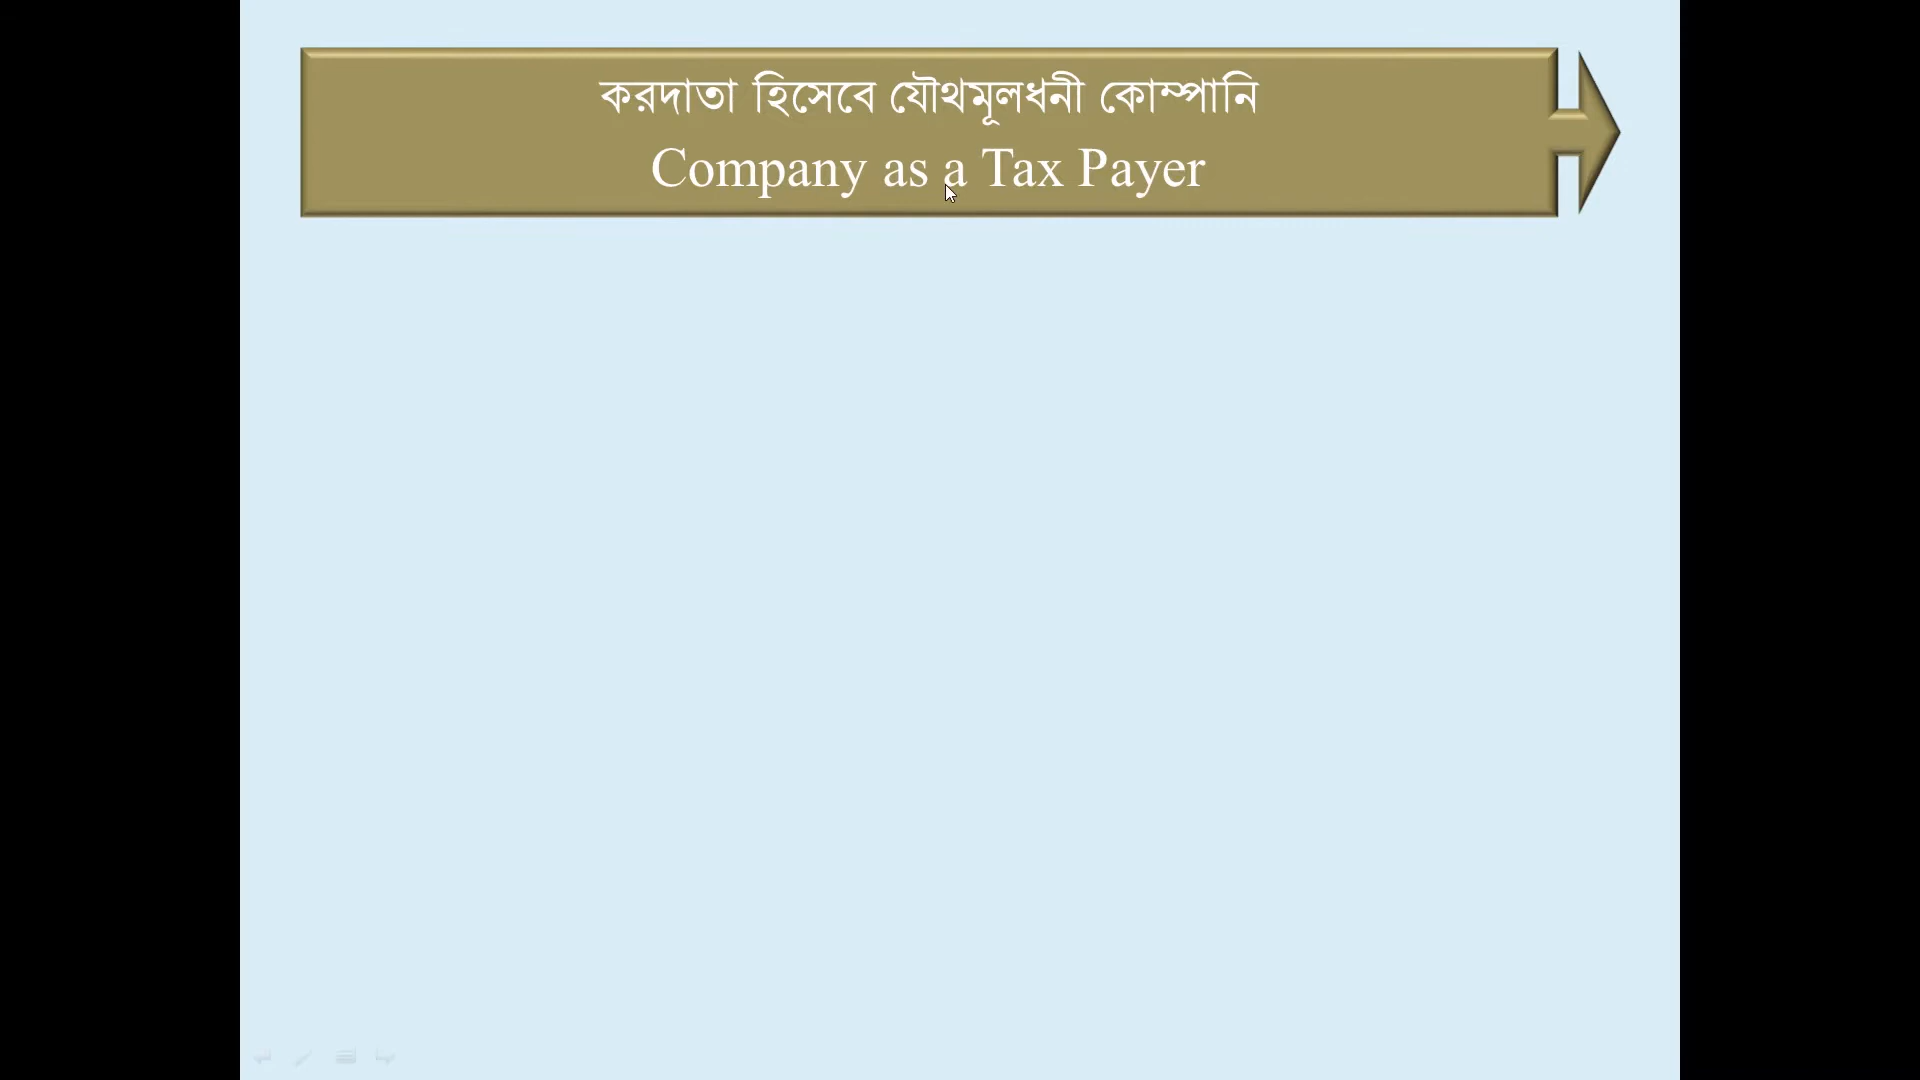 করদাতা হিসেবে যৌথমূলধনী কোম্পানি
Company as a Tax Payer